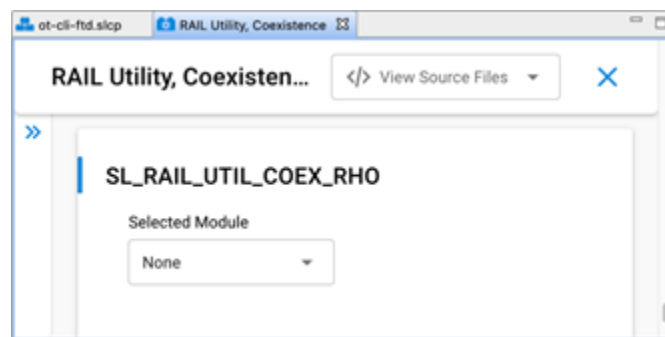 ot-cli-ftd.slcp RAIL Utility, Coexistence
RAIL Utility, Coexisten... </> View Source Files
SL_RAIL_UTIL_COEX_RHO
Selected Module
None